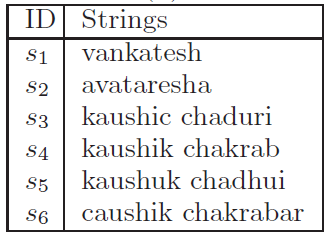 ID Strings
s1 vankatesh
s2 avataresha
s3 kaushic chaduri
s4 kaushik chakrab
s5 kaushuk chadhui
s6 caushik chakrabar